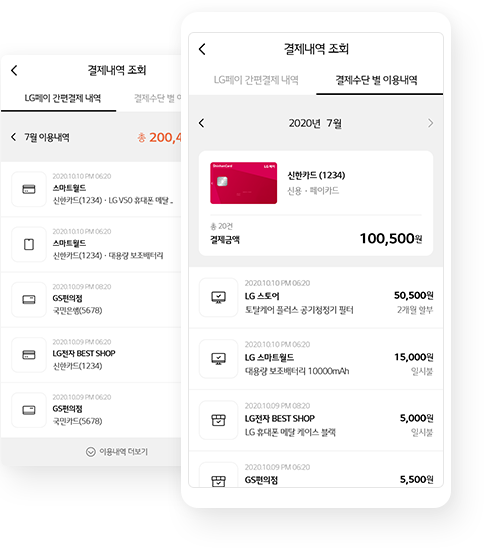 결제내역 조회
LG페이 간편결제 내역
7월 이용내역
총 200,4
2020.10.10 PM 06:20
스마트월드
신한카드(1234)・LG V50 휴대폰 메탈 ..
2020.10.10 PM 06:20
스마트월드
신한카드(1234)・대용량 보조배터리
2020.10.09 PM 08:20
GS편의점
국민은행(5678)
2020.10.09 PM 06:20
LG전자 BEST SHOP
신한카드(1234)
2020.10.09 PM 06:20
GS편의점
국민카드(5678)
이용내역 더보기
결제내역 조회
LG페이 간편결제 내역
결제수단 별 이용내역
2020년 7월
신한카드 (1234)
신용・페이카드
총 20건
결제금액
100,500원
2020.10.10 PM 06:20
LG 스토어
50,500원
토탈케어 플러스 공기청정기 필터
2개월 할부
2020.10.10 PM 06:20
LG 스마트월드
15,000원
대용량 보조배터리 10000mAh
일시불
2020.10.09 PM 08:20
LG전자 BEST SHOP
5,000원
LG 휴대폰 메탈 케이스 블랙
일시불
2020.10.09 PM 06:20
GS편의점
5,500원